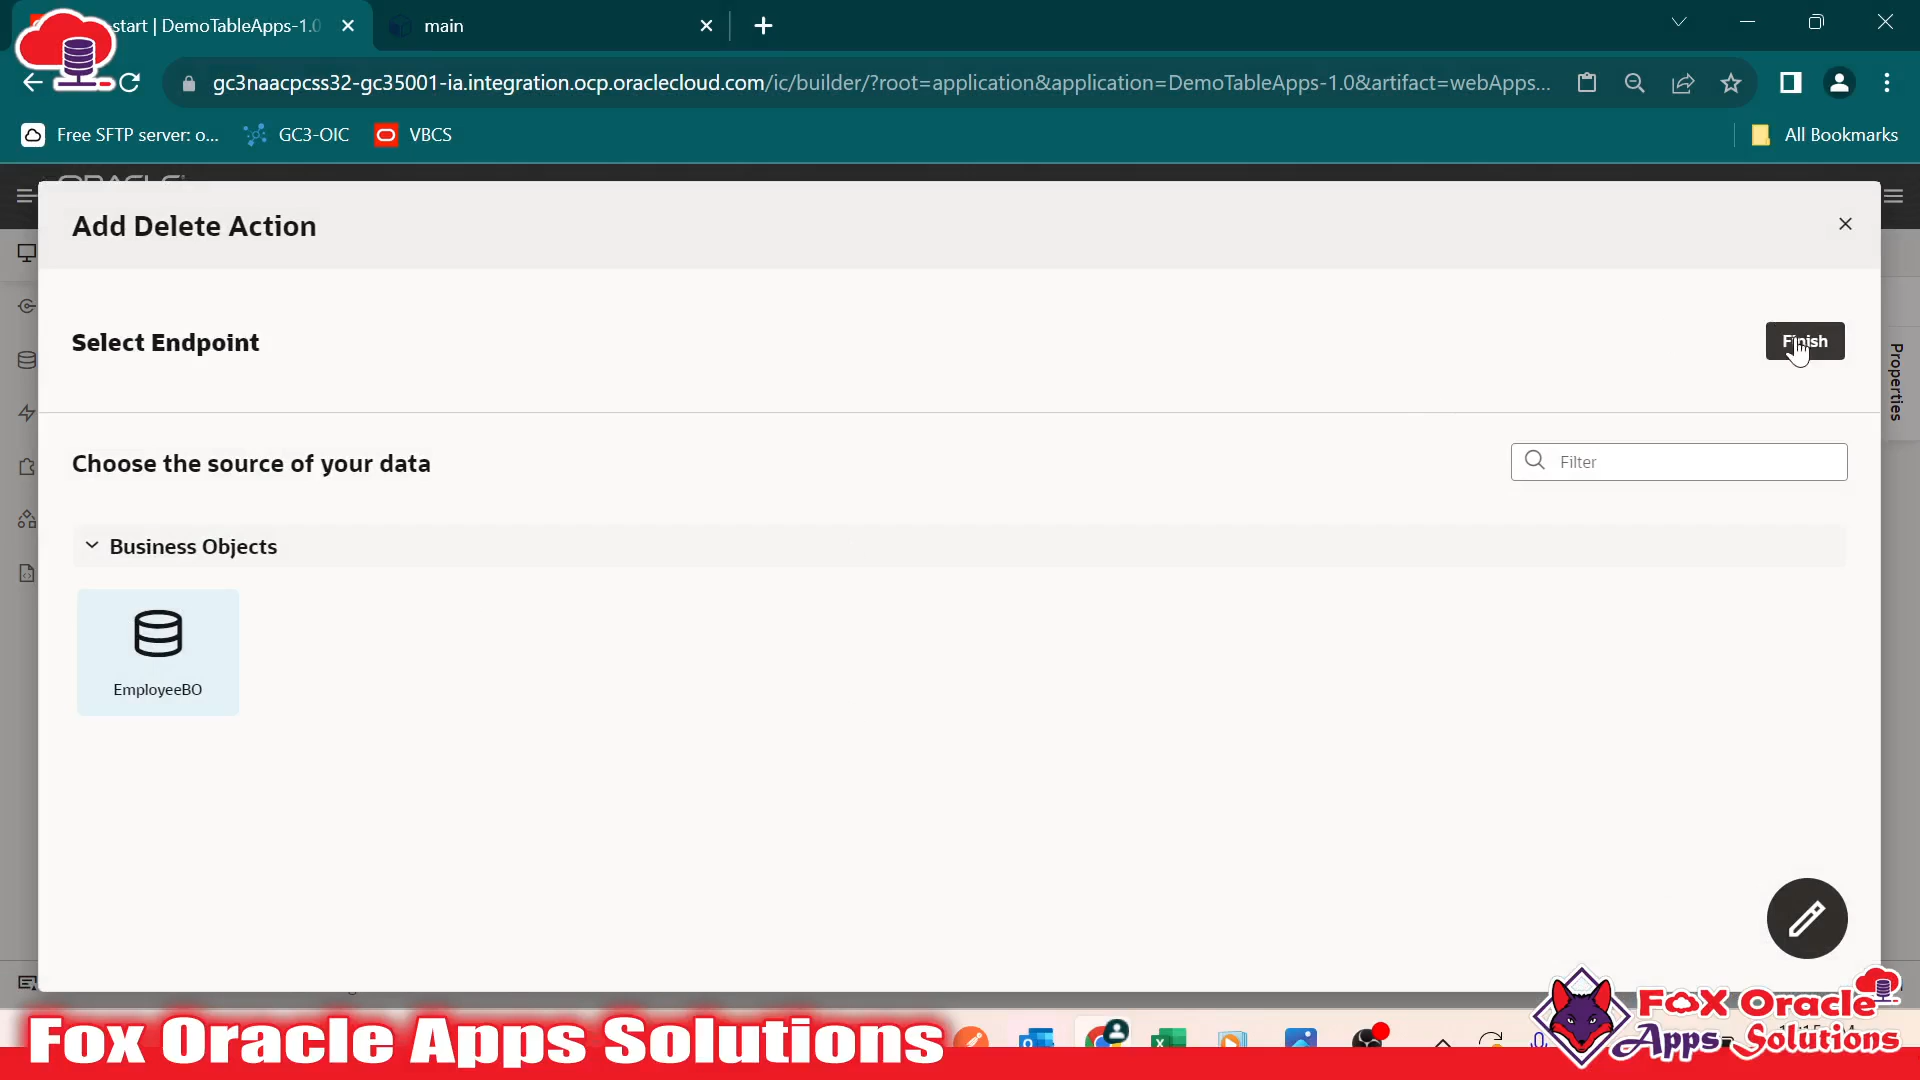 -start | DemoTableApps-1.0
main
gc3naacpcss32-gc35001-ia.integration.ocp.oraclecloud.com/ic/builder/?root=application&application=DemoTableApps-1.0&artifact=webApps...
Free SFTP server: o...
GC3-OIC
VBCS
All Bookmarks
ORACLE
Add Delete Action
Select Endpoint
Finish
Properties
Choose the source of your data
Filter
Business Objects
EmployeeBO
Fox Oracle Apps Solutions
Fox Oracle
Apps Solutions